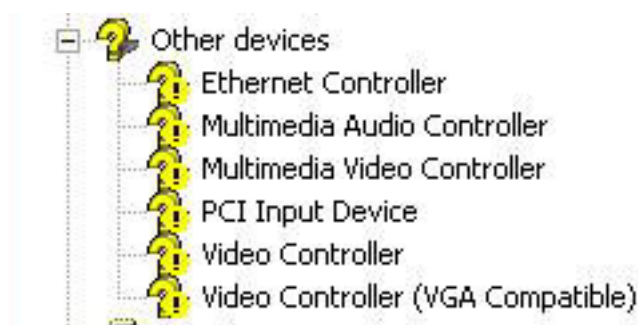 Other devices
Ethernet Controller
Multimedia Audio Controller
Multimedia Video Controller
PCI Input Device
Video Controller
Video Controller (VGA Compatible)